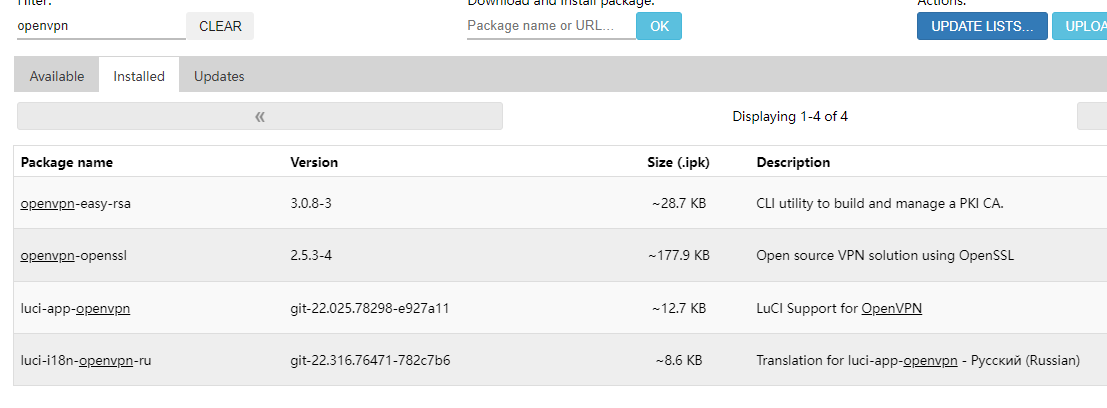 Filter: Download and install package: Actions:
openvpn CLEAR Package name or URL... OK UPDATE LISTS...
Available Installed Updates
« Displaying 1-4 of 4
Package name Version Size (.ipk) Description
openvpn-easy-rsa 3.0.8-3 ~28.7 KB CLI utility to build and manage a PKI CA.
openvpn-openssl 2.5.3-4 ~177.9 KB Open source VPN solution using OpenSSL
luci-app-openvpn git-22.025.78298-e927a11 ~12.7 KB LuCI Support for OpenVPN
luci-i18n-openvpn-ru git-22.316.76471-782c7b6 ~8.6 KB Translation for luci-app-openvpn - Русский (Russian)